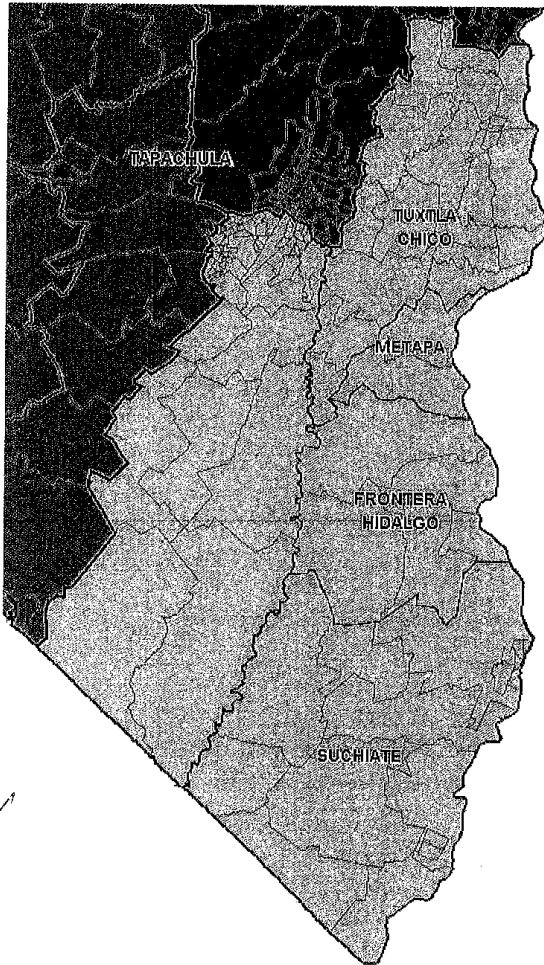 TAPACHULA
TUXTLA
CHICO
METAPA
FRONTERA
HIDALGO
SUCHIATE